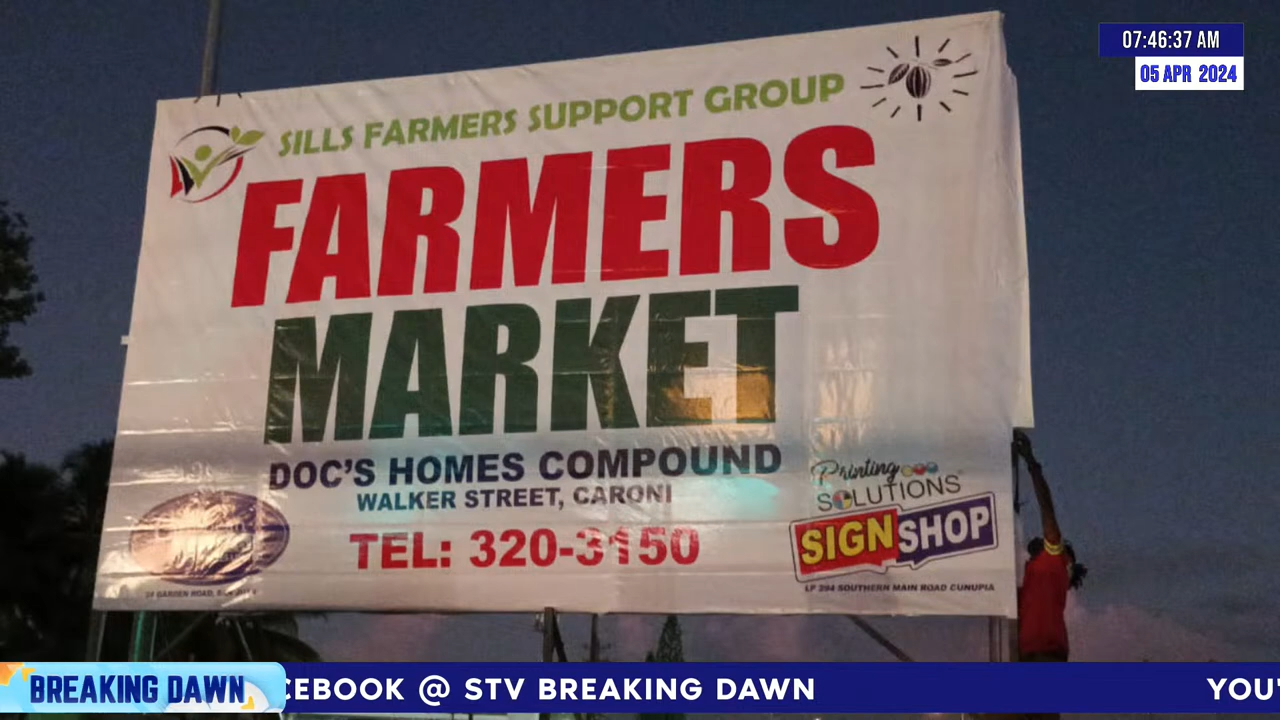 07:46:37 AM
05 APR 2024
SILLS FARMERS SUPPORT GROUP
FARMERS
MARKET
DOC'S HOMES COMPOUND
WALKER STREET, CARONI
TEL: 320-3150
Printing
SOLUTIONS
SIGN SHOP
LP 294 SOUTHERN MAIN ROAD CUNUPIA
GARDEN ROAD,
BREAKING DAWN
CEBOOK @ STV BREAKING DAWN
YOU